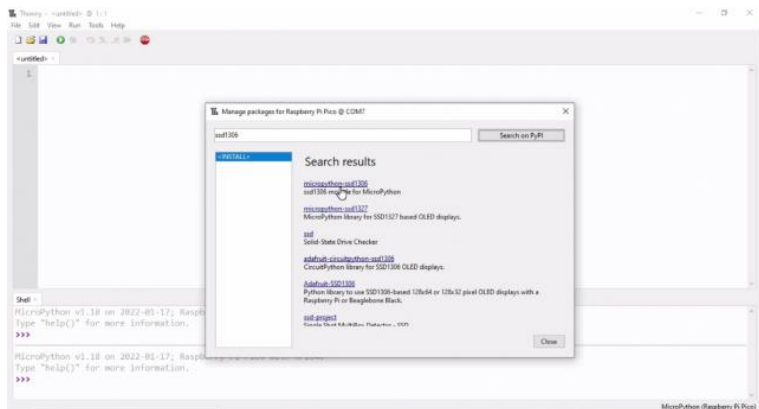 Thonny - <untitled> @ 1:1
File Edit View Run Tools Help
<untitled>
1
Manage packages for Raspberry Pi Pico @ COM7
ssd1306
Search on PyPI
<INSTALL>
Search results
micropython-ssd1306
ssd1306 module for MicroPython
micropython-ssd1327
MicroPython library for SSD1327 based OLED displays.
ssd
Solid-State Drive Checker
adafruit-circuitpython-ssd1306
CircuitPython library for SSD1306 OLED displays.
Adafruit-SSD1306
Python library to use SSD1306-based 128x64 or 128x32 pixel OLED displays with a
Raspberry Pi or Beaglebone Black.
ssd-project
Single Shot MultiBox Detector - SSD
Close
Shell
MicroPython v1.18 on 2022-01-17; Raspb
Type "help()" for more information.
>>>
MicroPython v1.18 on 2022-01-17; Raspb
Type "help()" for more information.
>>>
MicroPython (Raspberry Pi Pico)